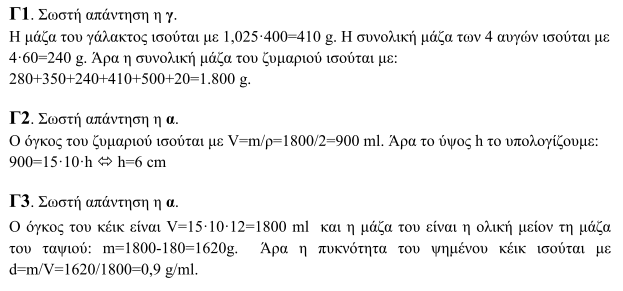 Γ1. Σωστή απάντηση η γ.
Η μάζα του γάλακτος ισούται με 1,025·400=410 g. Η συνολική μάζα των 4 αυγών ισούται με
4·60=240 g. Άρα η συνολική μάζα του ζυμαριού ισούται με:
280+350+240+410+500+20=1.800 g.
Γ2. Σωστή απάντηση η α.
Ο όγκος του ζυμαριού ισούται με V=m/ρ=1800/2=900 ml. Άρα το ύψος h το υπολογίζουμε:
900=15·10·h ⇔ h=6 cm
Γ3. Σωστή απάντηση η α.
Ο όγκος του κέικ είναι V=15·10·12=1800 ml και η μάζα του είναι η ολική μείον τη μάζα
του ταψιού: m=1800-180=1620g. Άρα η πυκνότητα του ψημένου κέικ ισούται με
d=m/V=1620/1800=0,9 g/ml.